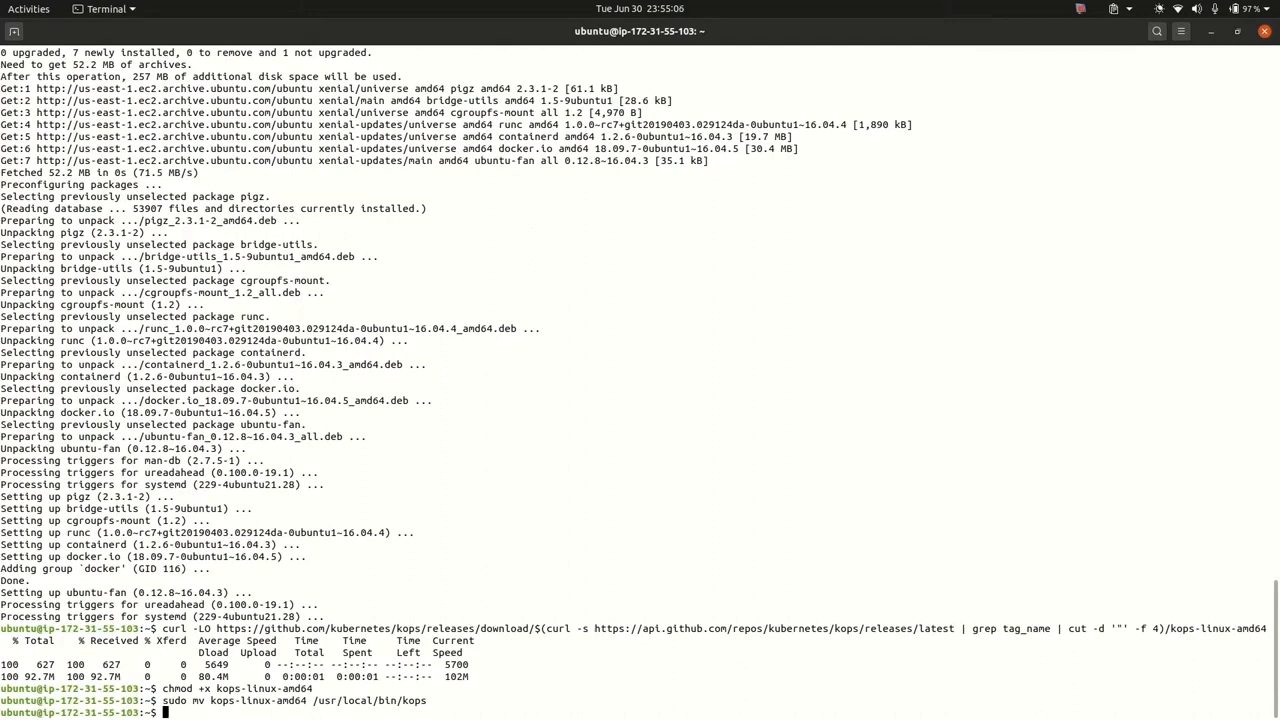 Activities Terminal Tue Jun 30 23:55:06 97 %
ubuntu@ip-172-31-55-103: ~
0 upgraded, 7 newly installed, 0 to remove and 1 not upgraded.
Need to get 52.2 MB of archives.
After this operation, 257 MB of additional disk space will be used.
Get:1 http://us-east-1.ec2.archive.ubuntu.com/ubuntu xenial/universe amd64 pigz amd64 2.3.1-2 [61.1 kB]
Get:2 http://us-east-1.ec2.archive.ubuntu.com/ubuntu xenial/main amd64 bridge-utils amd64 1.5-9ubuntu1 [28.6 kB]
Get:3 http://us-east-1.ec2.archive.ubuntu.com/ubuntu xenial/universe amd64 cgroupfs-mount all 1.2 [4,970 B]
Get:4 http://us-east-1.ec2.archive.ubuntu.com/ubuntu xenial-updates/universe amd64 runc amd64 1.0.0~rc7+git20190403.029124da-0ubuntu1~16.04.4 [1,890 kB]
Get:5 http://us-east-1.ec2.archive.ubuntu.com/ubuntu xenial-updates/universe amd64 containerd amd64 1.2.6-0ubuntu1~16.04.3 [19.7 MB]
Get:6 http://us-east-1.ec2.archive.ubuntu.com/ubuntu xenial-updates/universe amd64 docker.io amd64 18.09.7-0ubuntu1~16.04.5 [30.4 MB]
Get:7 http://us-east-1.ec2.archive.ubuntu.com/ubuntu xenial-updates/main amd64 ubuntu-fan all 0.12.8~16.04.3 [35.1 kB]
Fetched 52.2 MB in 0s (71.5 MB/s)
Preconfiguring packages ...
Selecting previously unselected package pigz.
(Reading database ... 53907 files and directories currently installed.)
Preparing to unpack .../pigz_2.3.1-2_amd64.deb ...
Unpacking pigz (2.3.1-2) ...
Selecting previously unselected package bridge-utils.
Preparing to unpack .../bridge-utils_1.5-9ubuntu1_amd64.deb ...
Unpacking bridge-utils (1.5-9ubuntu1) ...
Selecting previously unselected package cgroupfs-mount.
Preparing to unpack .../cgroupfs-mount_1.2_all.deb ...
Unpacking cgroupfs-mount (1.2) ...
Selecting previously unselected package runc.
Preparing to unpack .../runc_1.0.0~rc7+git20190403.029124da-0ubuntu1~16.04.4_amd64.deb ...
Unpacking runc (1.0.0~rc7+git20190403.029124da-0ubuntu1~16.04.4) ...
Selecting previously unselected package containerd.
Preparing to unpack .../containerd_1.2.6-0ubuntu1~16.04.3_amd64.deb ...
Unpacking containerd (1.2.6-0ubuntu1~16.04.3) ...
Selecting previously unselected package docker.io.
Preparing to unpack .../docker.io_18.09.7-0ubuntu1~16.04.5_amd64.deb ...
Unpacking docker.io (18.09.7-0ubuntu1~16.04.5) ...
Selecting previously unselected package ubuntu-fan.
Preparing to unpack .../ubuntu-fan_0.12.8~16.04.3_all.deb ...
Unpacking ubuntu-fan (0.12.8~16.04.3) ...
Processing triggers for man-db (2.7.5-1) ...
Processing triggers for ureadahead (0.100.0-19.1) ...
Processing triggers for systemd (229-4ubuntu21.28) ...
Setting up pigz (2.3.1-2) ...
Setting up bridge-utils (1.5-9ubuntu1) ...
Setting up cgroupfs-mount (1.2) ...
Setting up runc (1.0.0~rc7+git20190403.029124da-0ubuntu1~16.04.4) ...
Setting up containerd (1.2.6-0ubuntu1~16.04.3) ...
Setting up docker.io (18.09.7-0ubuntu1~16.04.5) ...
Adding group `docker' (GID 116) ...
Done.
Setting up ubuntu-fan (0.12.8~16.04.3) ...
Processing triggers for ureadahead (0.100.0-19.1) ...
Processing triggers for systemd (229-4ubuntu21.28) ...
ubuntu@ip-172-31-55-103:~$ curl -LO https://github.com/kubernetes/kops/releases/download/$(curl -s https://api.github.com/repos/kubernetes/kops/releases/latest | grep tag_name | cut -d '"' -f 4)/kops-linux-amd64
% Total % Received % Xferd Average Speed Time Time Time Current
Dload Upload Total Spent Left Speed
100 627 100 627 0 0 5649 0 --:--:-- --:--:-- --:--:-- 5700
100 92.7M 100 92.7M 0 0 80.4M 0 0:00:01 0:00:01 --:--:-- 102M
ubuntu@ip-172-31-55-103:~$ chmod +x kops-linux-amd64
ubuntu@ip-172-31-55-103:~$ sudo mv kops-linux-amd64 /usr/local/bin/kops
ubuntu@ip-172-31-55-103:~$